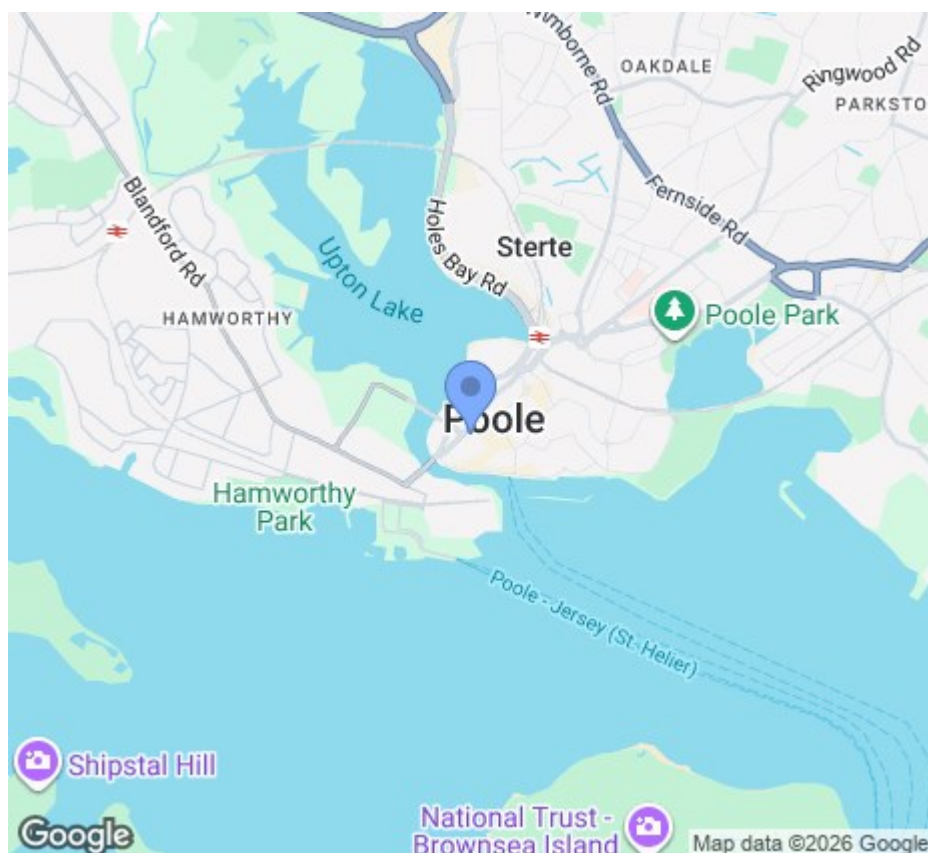 Wimborne Rd
OAKDALE
Ringwood Rd
PARKSTO
Blandford Rd
Holes Bay Rd
Fernside Rd
Sterte
Upton Lake
HAMWORTHY
Poole Park
Poole
Hamworthy
Park
Poole - Jersey (St. Helier)
Shipstal Hill
National Trust -
Brownsea Island
Google
Map data ©2026 Google